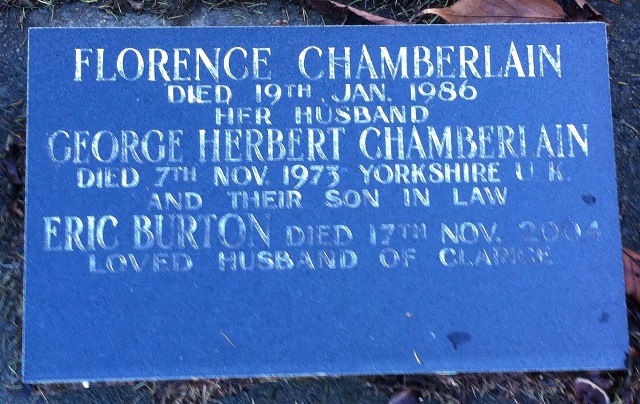 FLORENCE CHAMBERLAIN
DIED 19TH JAN. 1986
HER HUSBAND
GEORGE HERBERT CHAMBERLAIN
DIED 7TH NOV. 1973 YORKSHIRE U.K.
AND THEIR SON IN LAW
ERIC BURTON DIED 17TH NOV. 2004
LOVED HUSBAND OF